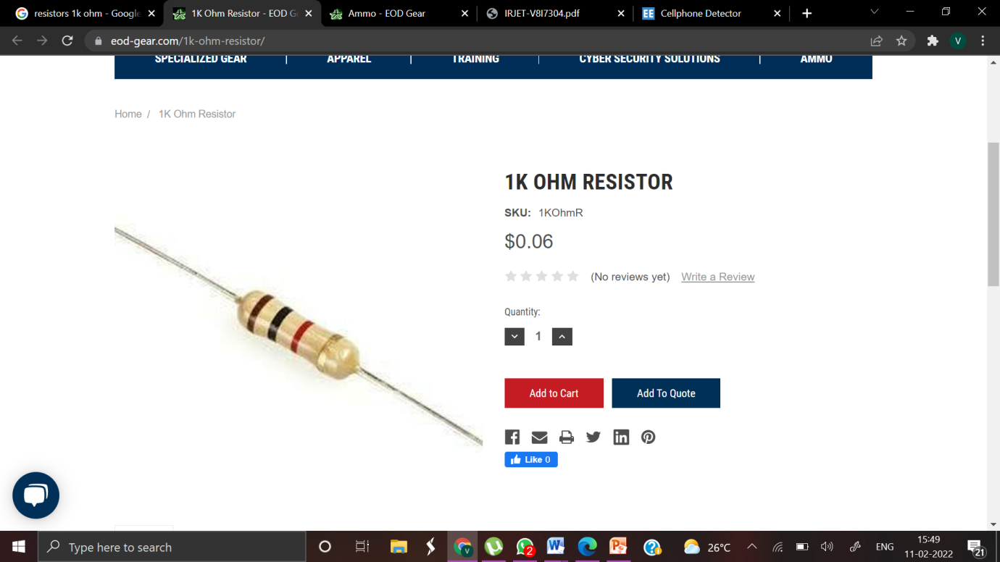 resistors 1k ohm - Google
1K Ohm Resistor - EOD G
Ammo - EOD Gear
IRJET-V8I7304.pdf
EE Cellphone Detector
eod-gear.com/1k-ohm-resistor/
V
SPECIALIZED GEAR
APPAREL
TRAINING
CYBER SECURITY SOLUTIONS
AMMO
Home / 1K Ohm Resistor
1K OHM RESISTOR
SKU: 1KOhmR
$0.06
(No reviews yet) Write a Review
Quantity:
1
Add to Cart
Add To Quote
Like 0
Type here to search
V
2
W
P
26°C
ENG
15:49
11-02-2022
21